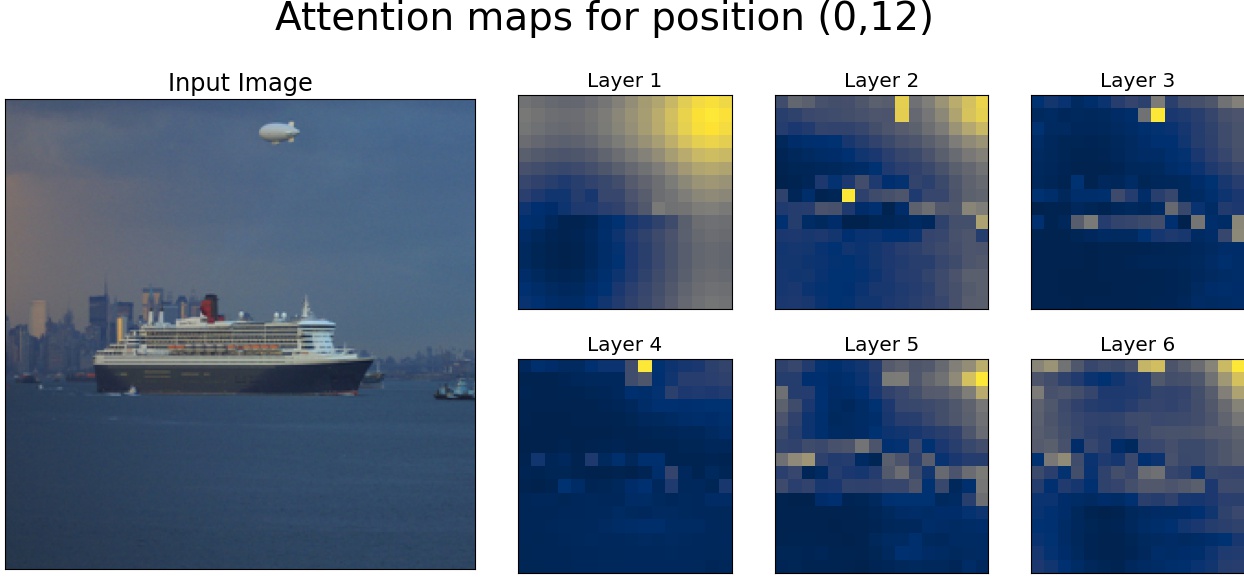 Attention maps for position (0,12)
Input Image
Layer 1
Layer 2
Layer 3
Layer 4
Layer 5
Layer 6